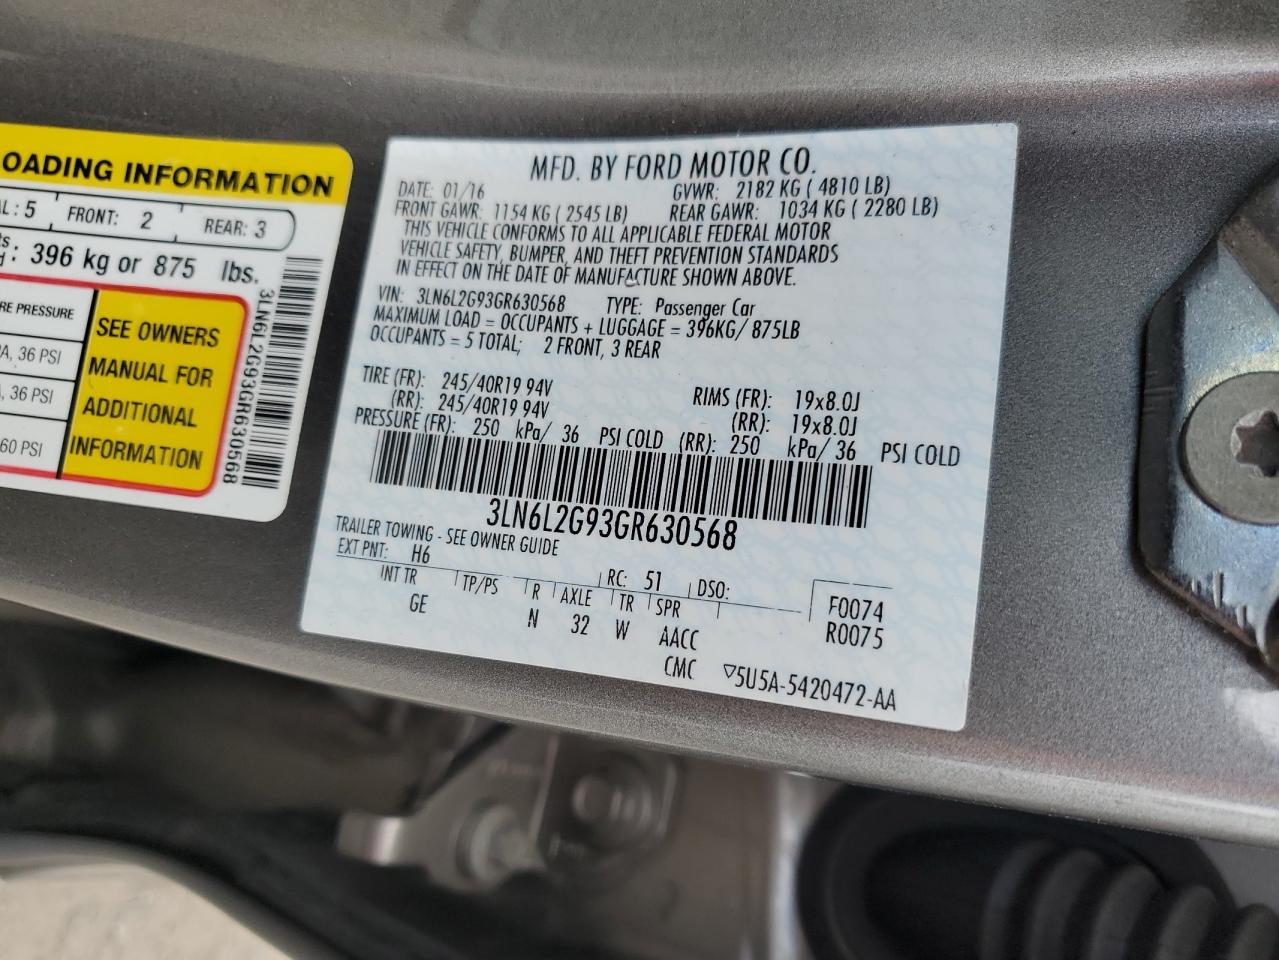 OADING INFORMATION
AL: 5 FRONT: 2 REAR: 3
: 396 kg or 875 lbs.
RE PRESSURE
A, 36 PSI
, 36 PSI
60 PSI
SEE OWNERS
MANUAL FOR
ADDITIONAL
INFORMATION
3LN6L2G93GR630568
MFD. BY FORD MOTOR CO.
DATE: 01/16 GVWR: 2182 KG ( 4810 LB)
FRONT GAWR: 1154 KG ( 2545 LB) REAR GAWR: 1034 KG ( 2280 LB)
THIS VEHICLE CONFORMS TO ALL APPLICABLE FEDERAL MOTOR
VEHICLE SAFETY, BUMPER, AND THEFT PREVENTION STANDARDS
IN EFFECT ON THE DATE OF MANUFACTURE SHOWN ABOVE.
VIN: 3LN6L2G93GR630568 TYPE: Passenger Car
MAXIMUM LOAD = OCCUPANTS + LUGGAGE = 396KG/ 875LB
OCCUPANTS = 5 TOTAL; 2 FRONT, 3 REAR
TIRE (FR): 245/40R19 94V RIMS (FR): 19x8.0J
(RR): 245/40R19 94V (RR): 19x8.0J
PRESSURE (FR): 250 kPa/ 36 PSI COLD (RR): 250 kPa/ 36 PSI COLD
3LN6L2G93GR630568
TRAILER TOWING - SEE OWNER GUIDE
EXT PNT: H6 RC: 51 DSO: F0074
INT TR TP/PS R AXLE TR SPR R0075
GE N 32 W AACC
CMC ▽5U5A-5420472-AA